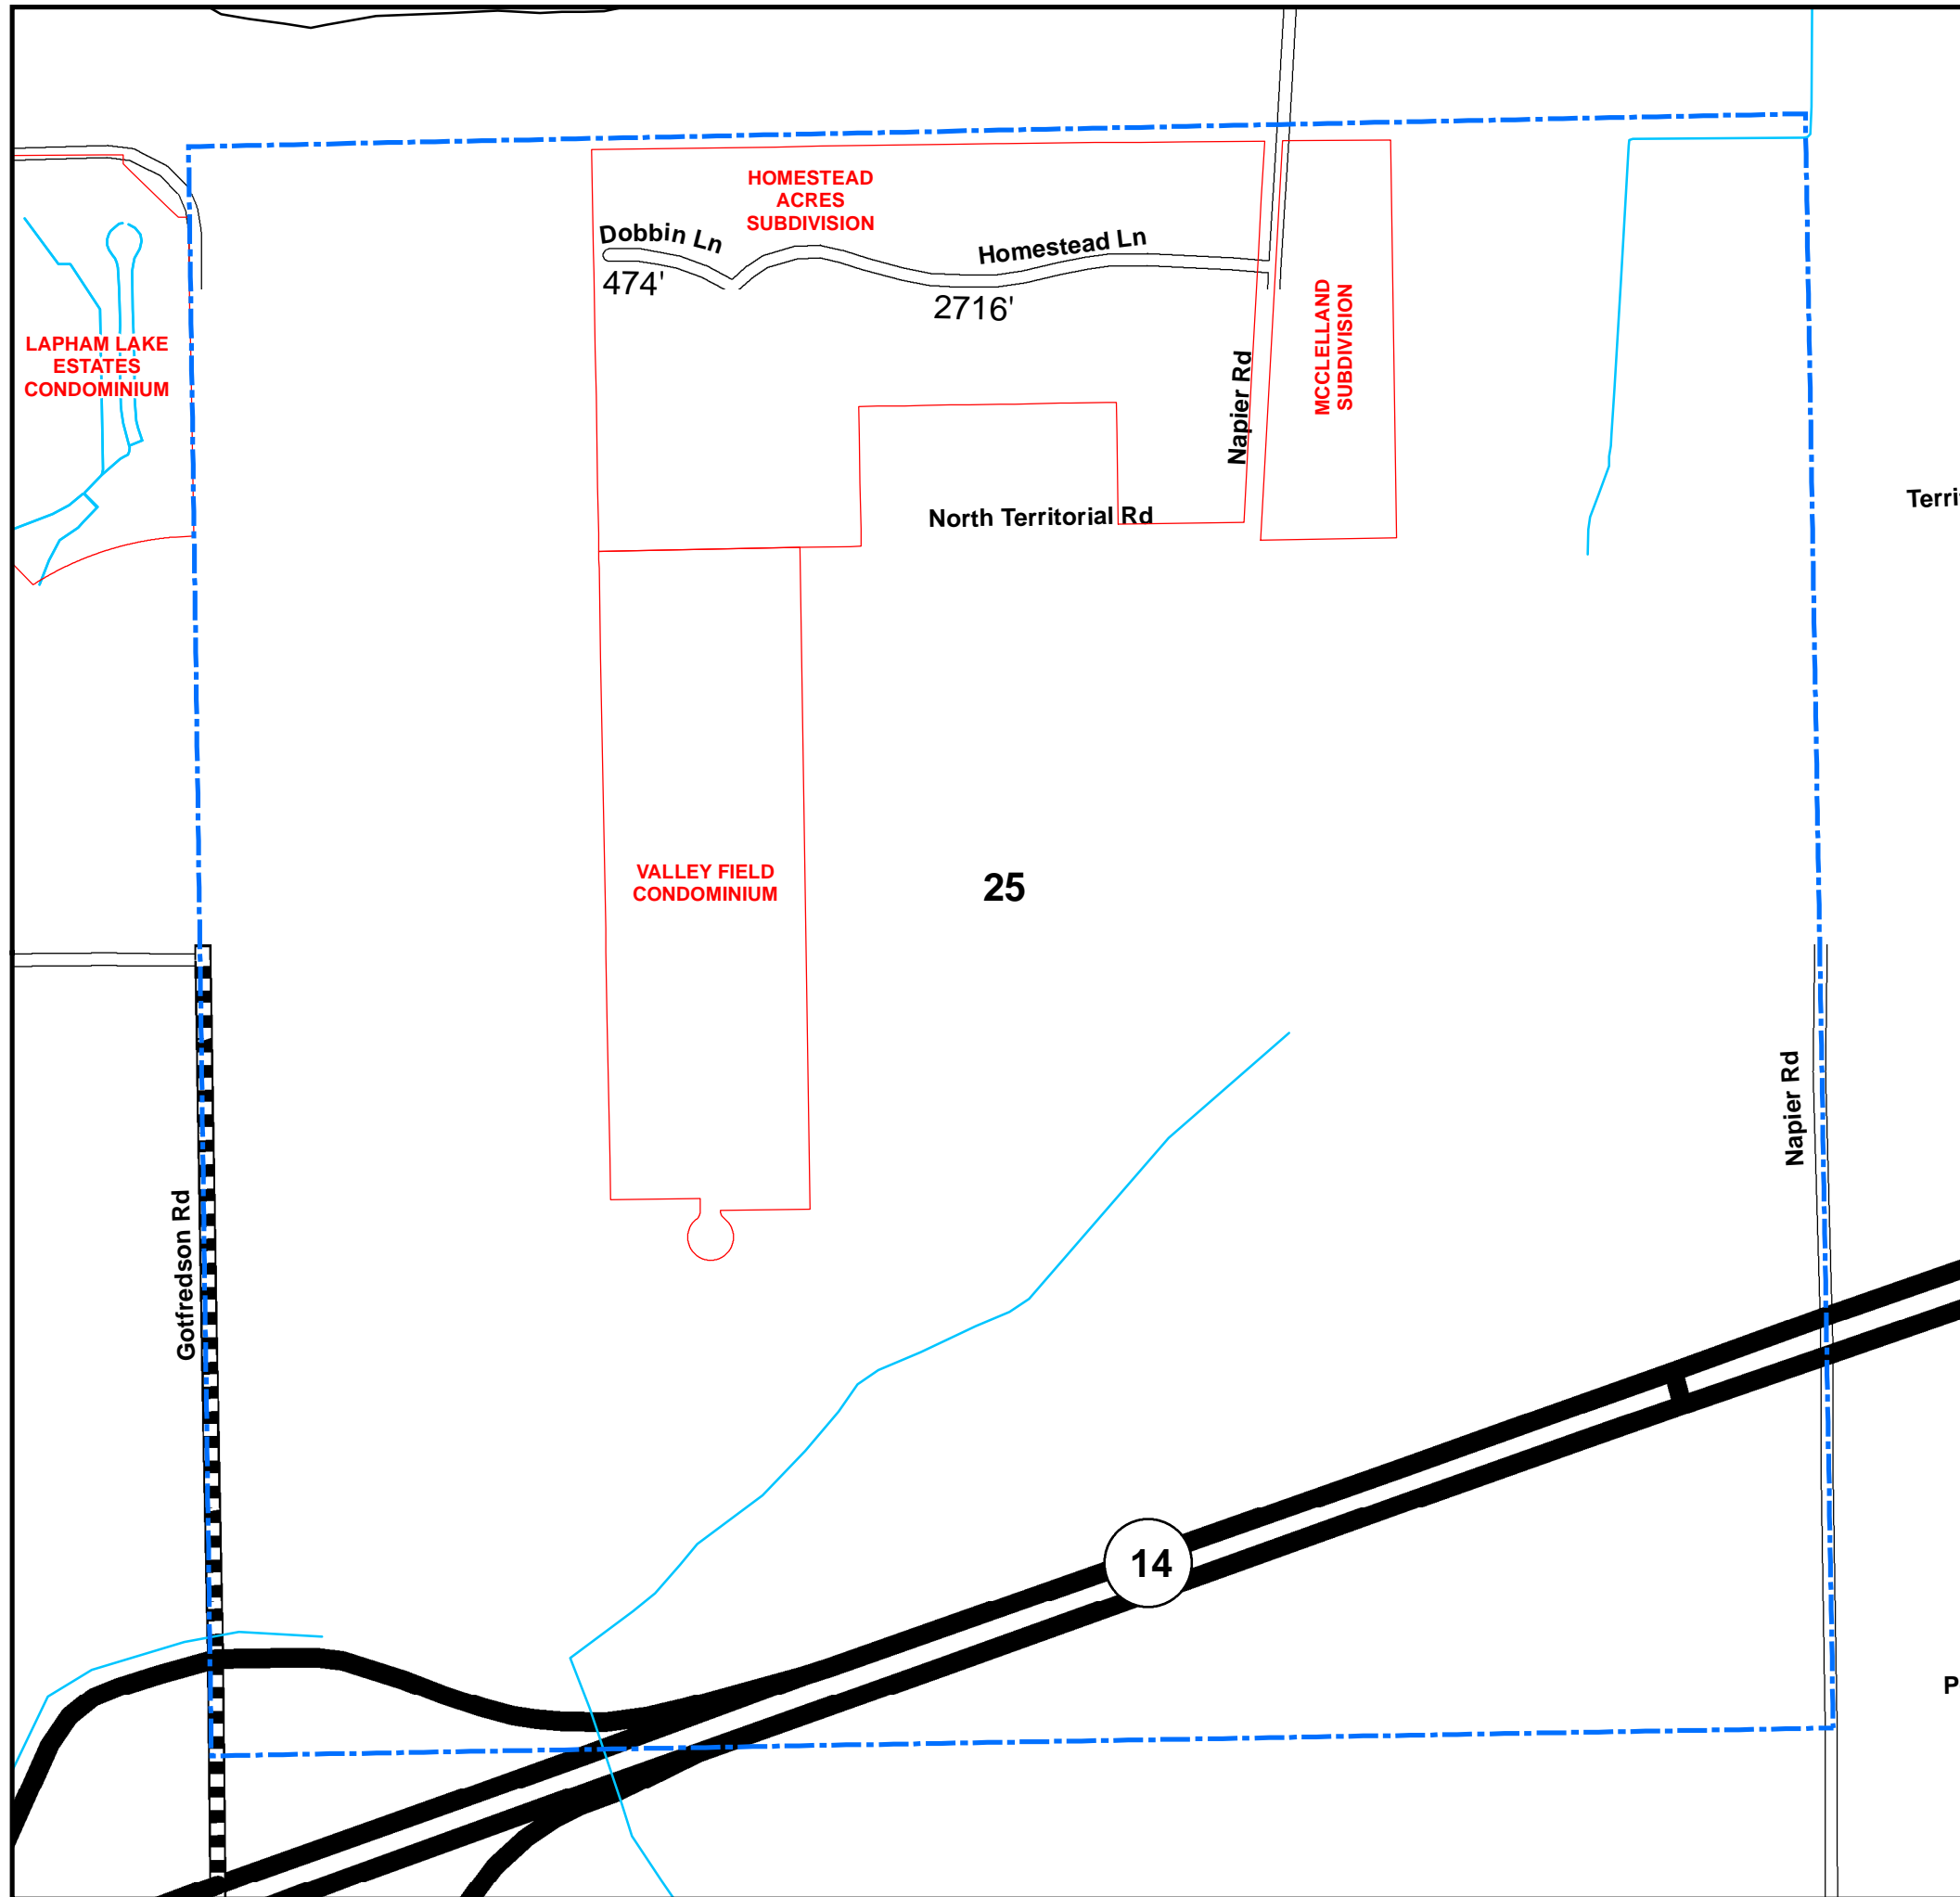 HOMESTEAD
ACRES
SUBDIVISION
Dobbin Ln
Homestead Ln
474'
2716'
LAPHAM LAKE
ESTATES
CONDOMINIUM
MCCLELLAND
SUBDIVISION
Napier Rd
North Territorial Rd
Terri
VALLEY FIELD
CONDOMINIUM
25
Napier Rd
Gotfredson Rd
14
P